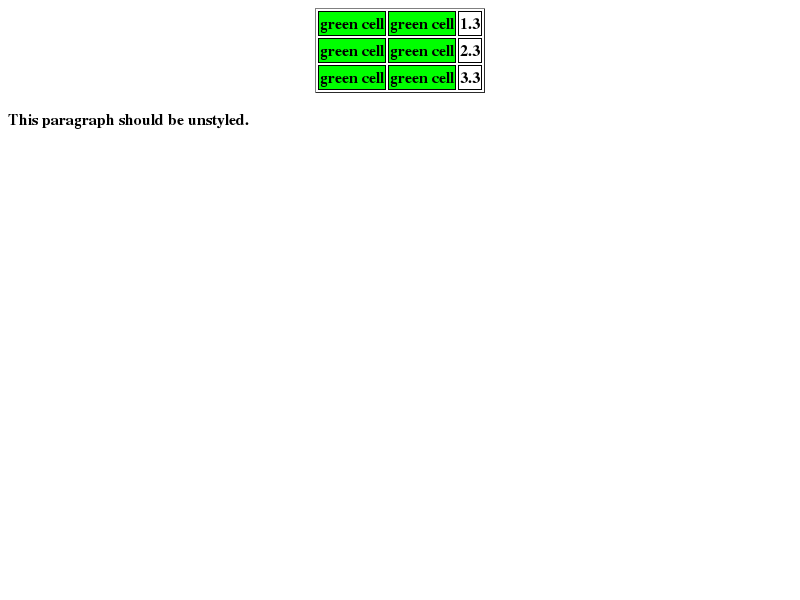 green cell green cell 1.3
green cell green cell 2.3
green cell green cell 3.3
This paragraph should be unstyled.